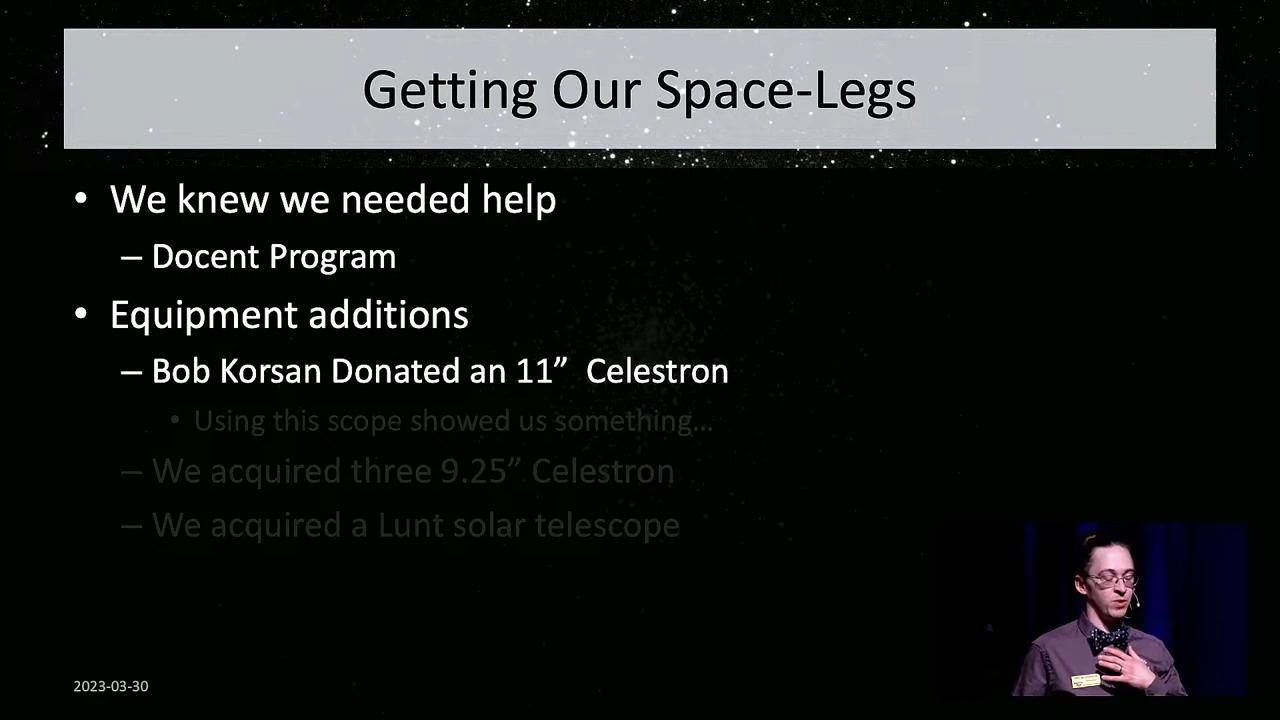 Getting Our Space-Legs
• We knew we needed help
– Docent Program
• Equipment additions
– Bob Korsan Donated an 11” Celestron
• Using this scope showed us something…
– We acquired three 9.25” Celestron
– We acquired a Lunt solar telescope
2023-03-30